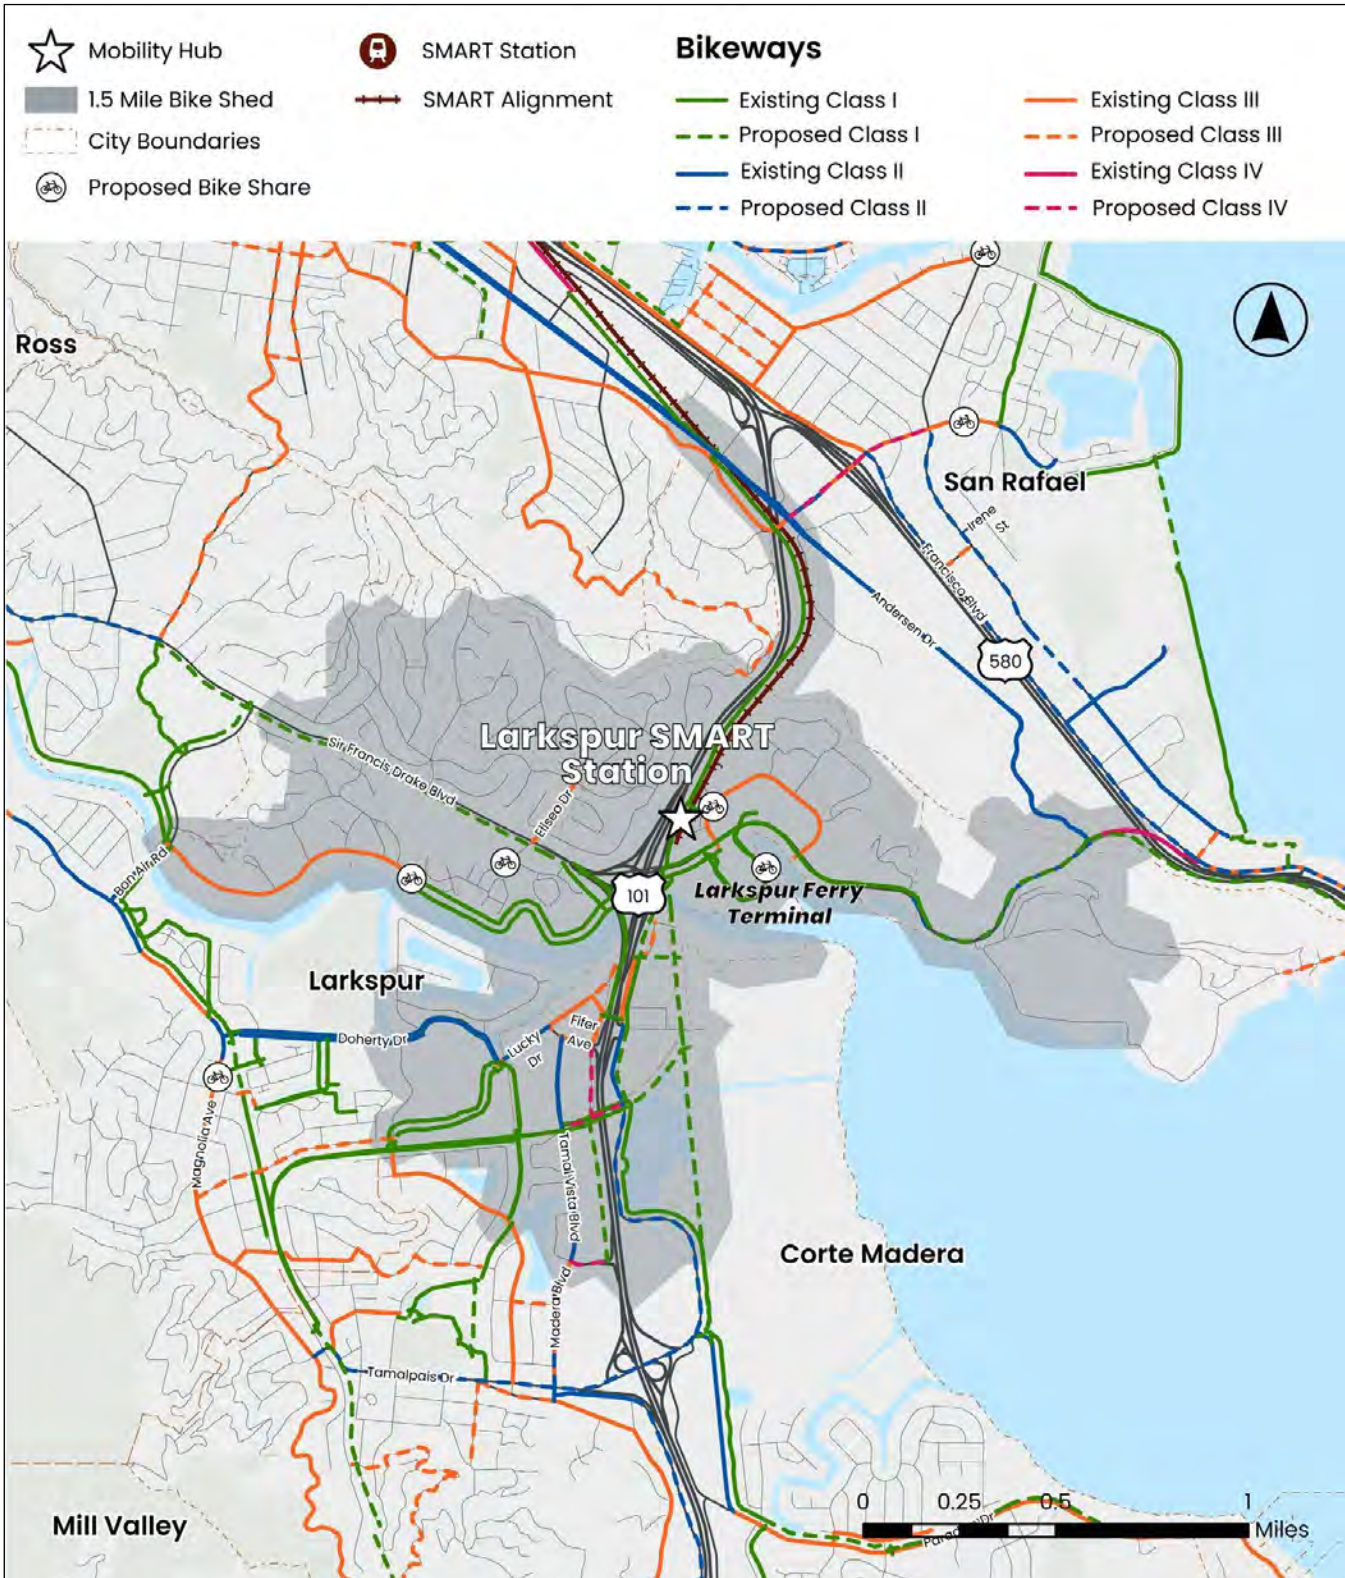 Mobility Hub
1.5 Mile Bike Shed
City Boundaries
Proposed Bike Share
SMART Station
SMART Alignment
Bikeways
Existing Class I
Proposed Class I
Existing Class II
Proposed Class II
Existing Class III
Proposed Class III
Existing Class IV
Proposed Class IV
Ross
San Rafael
Irene
St
Francisco Blvd
Andersen Dr
580
Larkspur SMART
Station
Sir Francis Drake Blvd
Eliseo Dr
Bon Air Rd
101
Larkspur Ferry
Terminal
Larkspur
Doherty Dr
Lucky
Dr
Fifer
Ave
Magnolia Ave
Tamal Vista Blvd
Corte Madera
Madera Blvd
Tamalpais Dr
Mill Valley
0 0.25 0.5 1
Miles